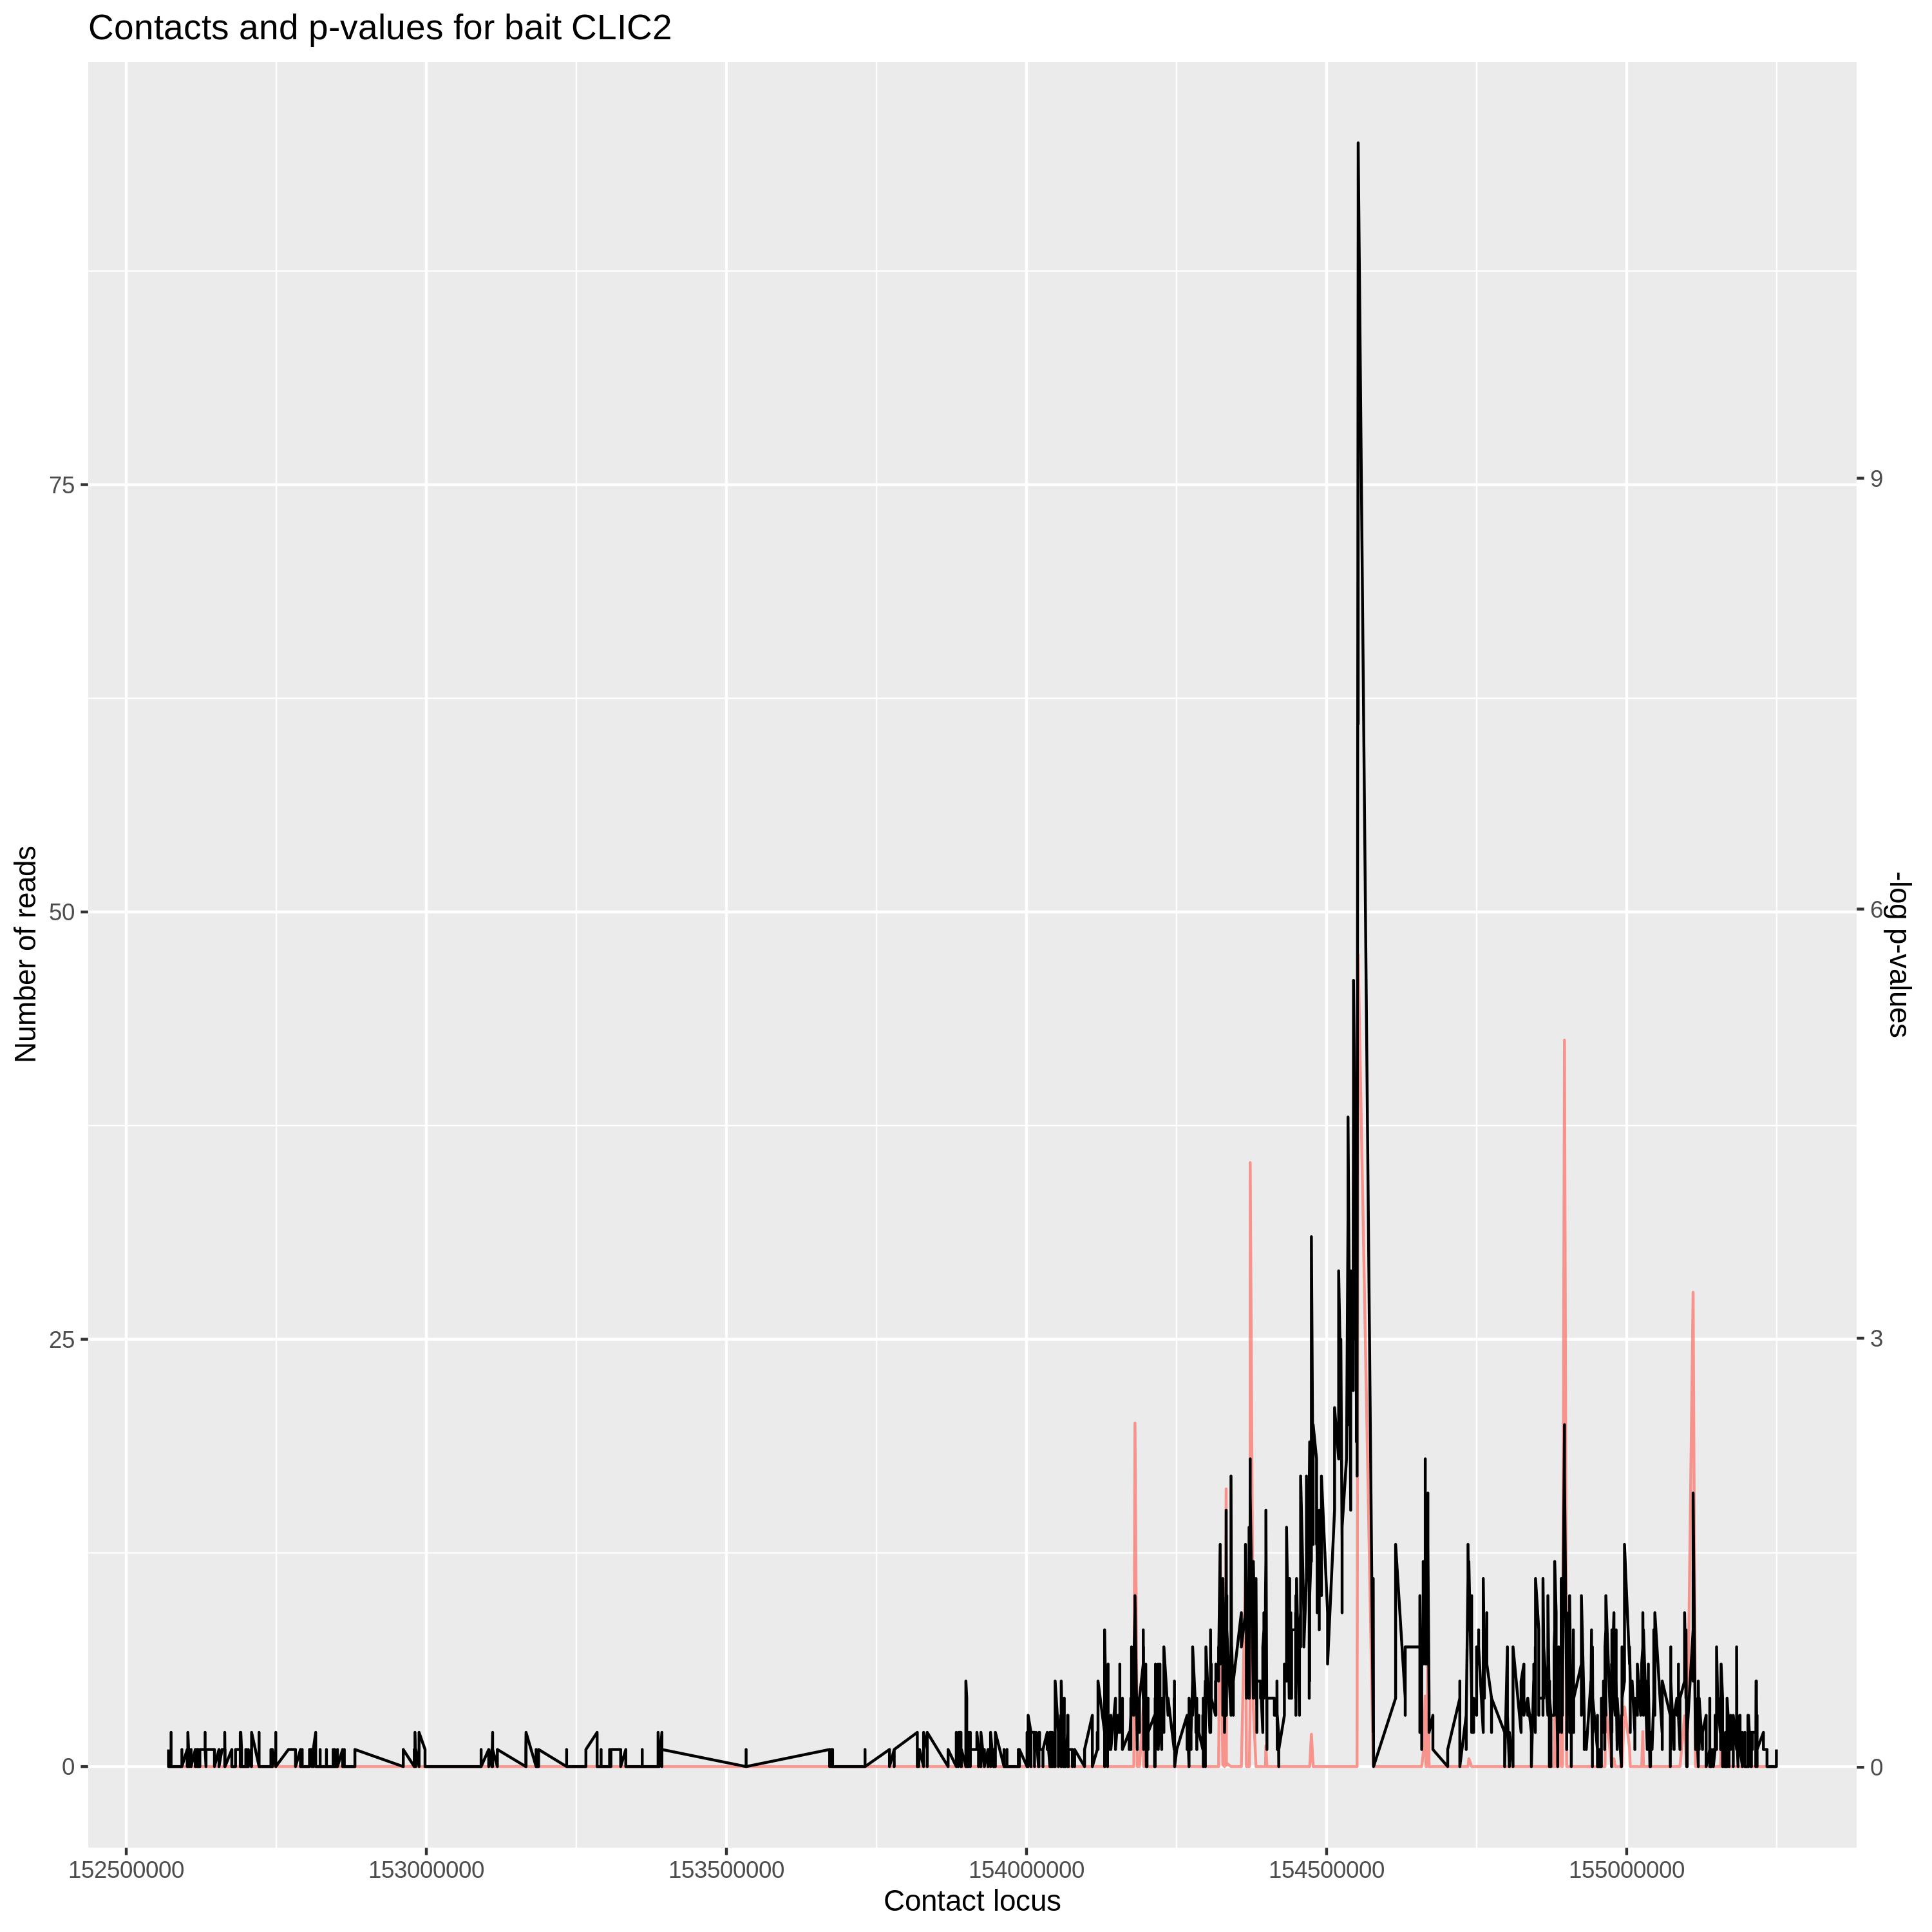 Contacts and p-values for bait CLIC2
Number of reads
75
50
25
0
9
6
3
0
-log p-values
152500000 153000000 153500000 154000000 154500000 155000000
Contact locus